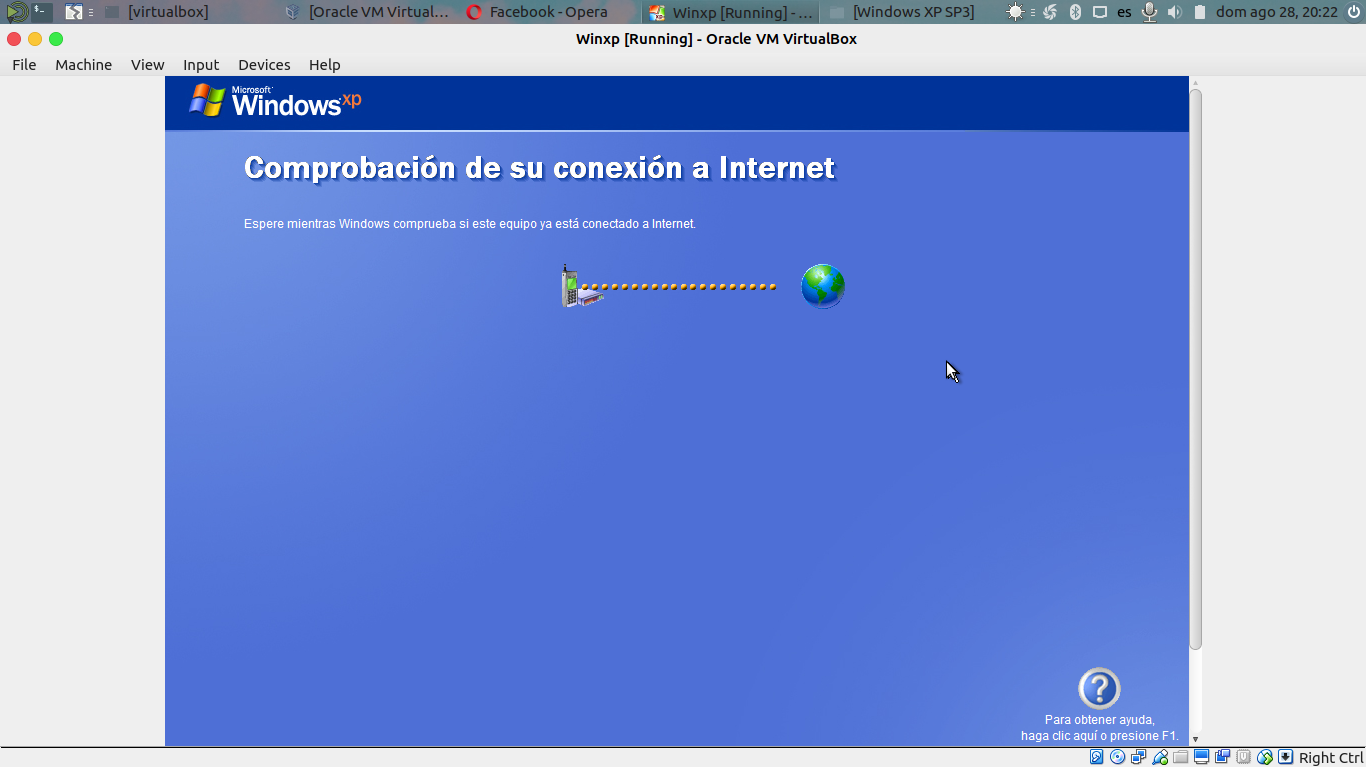 [virtualbox] [Oracle VM Virtual... Facebook - Opera Winxp [Running] - ... [Windows XP SP3] es dom ago 28, 20:22
Winxp [Running] - Oracle VM VirtualBox
File Machine View Input Devices Help
Microsoft
Windows xp
Comprobación de su conexión a Internet
Espere mientras Windows comprueba si este equipo ya está conectado a Internet.
?
Para obtener ayuda,
haga clic aquí o presione F1.
Right Ctrl